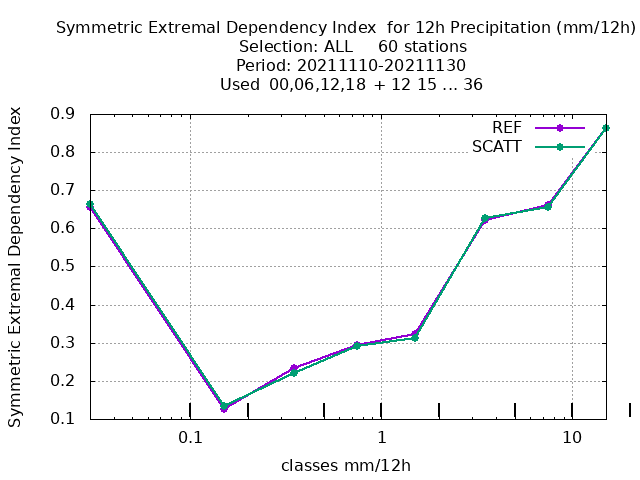 Symmetric Extremal Dependency Index  for 12h Precipitation (mm/12h)
Selection: ALL     60 stations
Period: 20211110-20211130
Used  00,06,12,18  + 12 15 ... 36
Symmetric Extremal Dependency Index
0.9
0.8
0.7
0.6
0.5
0.4
0.3
0.2
0.1
REF
SCATT
0.1
1
10
classes mm/12h